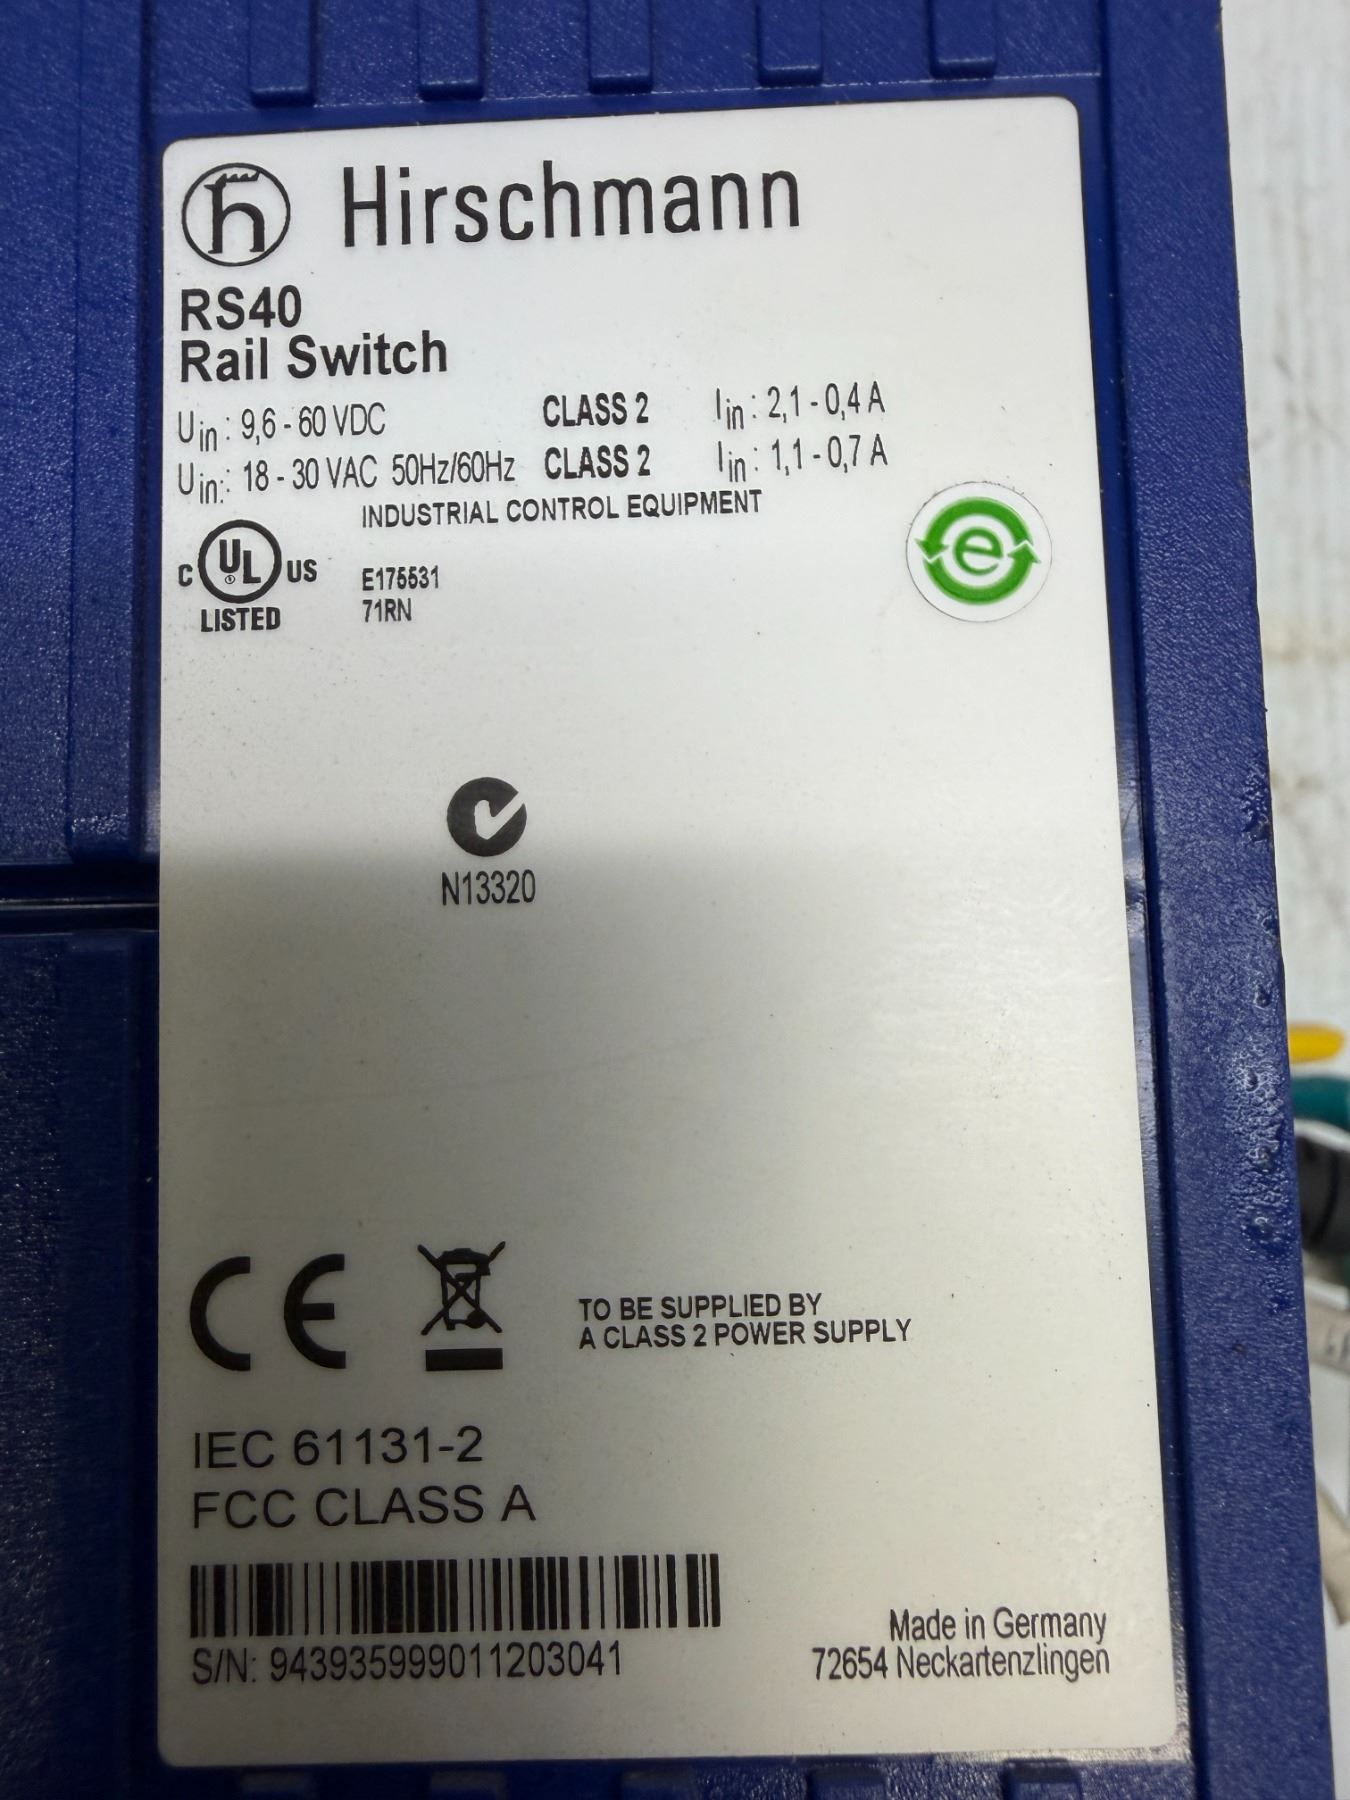 Hirschmann
RS40
Rail Switch
Uin: 9,6 - 60 VDC CLASS 2 Iin: 2,1 - 0,4 A
Uin: 18 - 30 VAC 50Hz/60Hz CLASS 2 Iin: 1,1 - 0,7 A
INDUSTRIAL CONTROL EQUIPMENT
C UL US
LISTED
E175531
71RN
e
N13320
CE
TO BE SUPPLIED BY
A CLASS 2 POWER SUPPLY
IEC 61131-2
FCC CLASS A
S/N: 943935999011203041
Made in Germany
72654 Neckartenzlingen